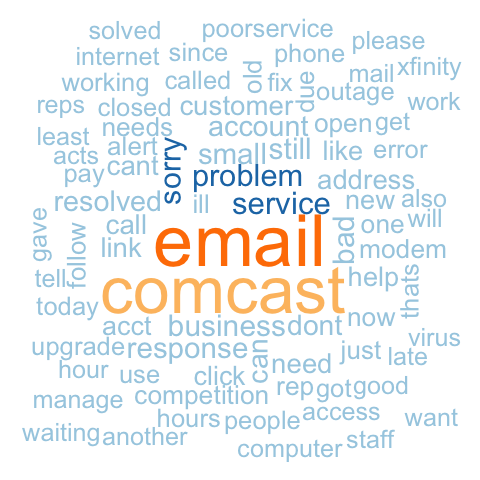 solved poorservice
internet since phone please
working called old fix due mail xfinity
outage
reps closed customer work
least needs account open get
acts alert small still like error
pay cant sorry problem address
resolved ill service new also
gave call bad one will
follow link email modem
tell comcast help thats
today acct business dont now
upgrade response can just virus
hour use click need late
manage competition rep got good
hours people access want
waiting another computer staff